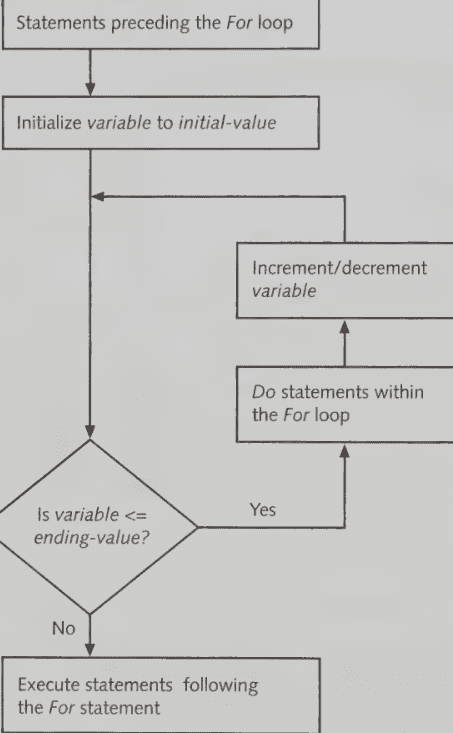 Statements preceding the For loop
Initialize variable to initial-value
Increment/decrement
variable
Do statements within
the For loop
Is variable <=
ending-value?
Yes
No
Execute statements following
the For statement